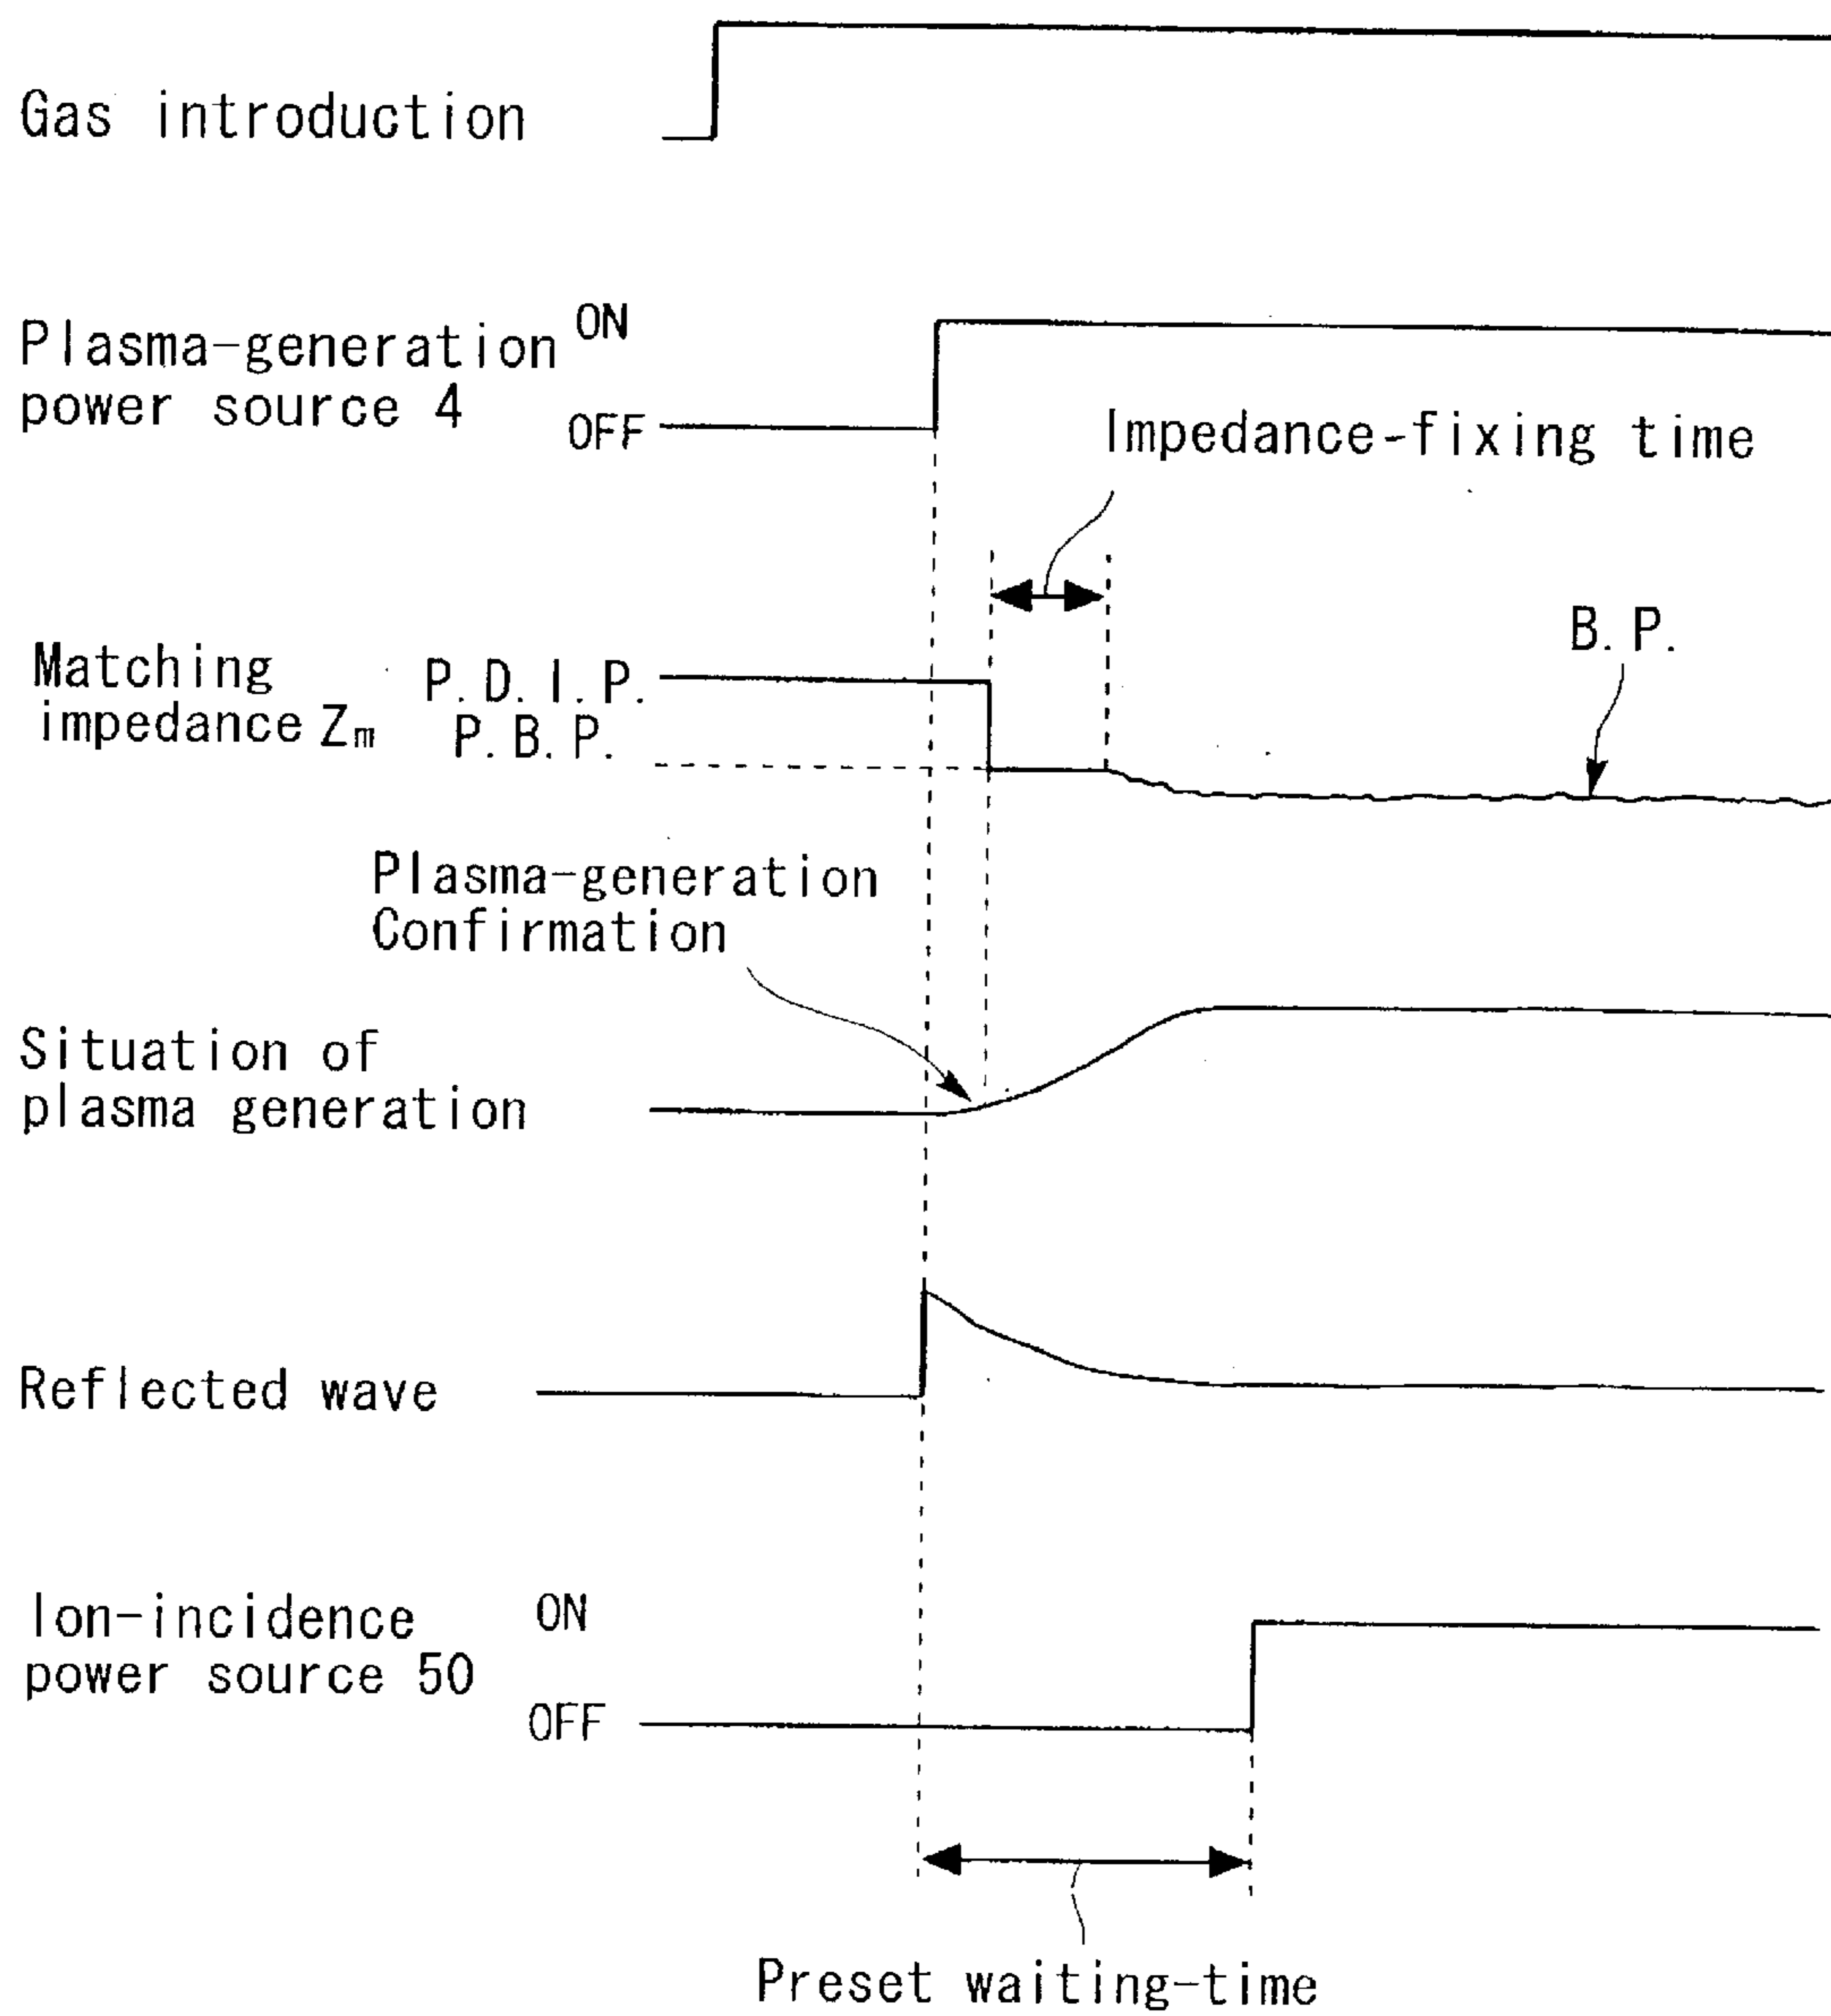 Gas introduction
Plasma-generation
power source 4
ON
OFF
Impedance-fixing time
Matching
impedance Zm
P. D. I. P.
P. B. P.
B. P.
Plasma-generation
Confirmation
Situation of
plasma generation
Reflected wave
Ion-incidence
power source 50
ON
OFF
Preset waiting-time